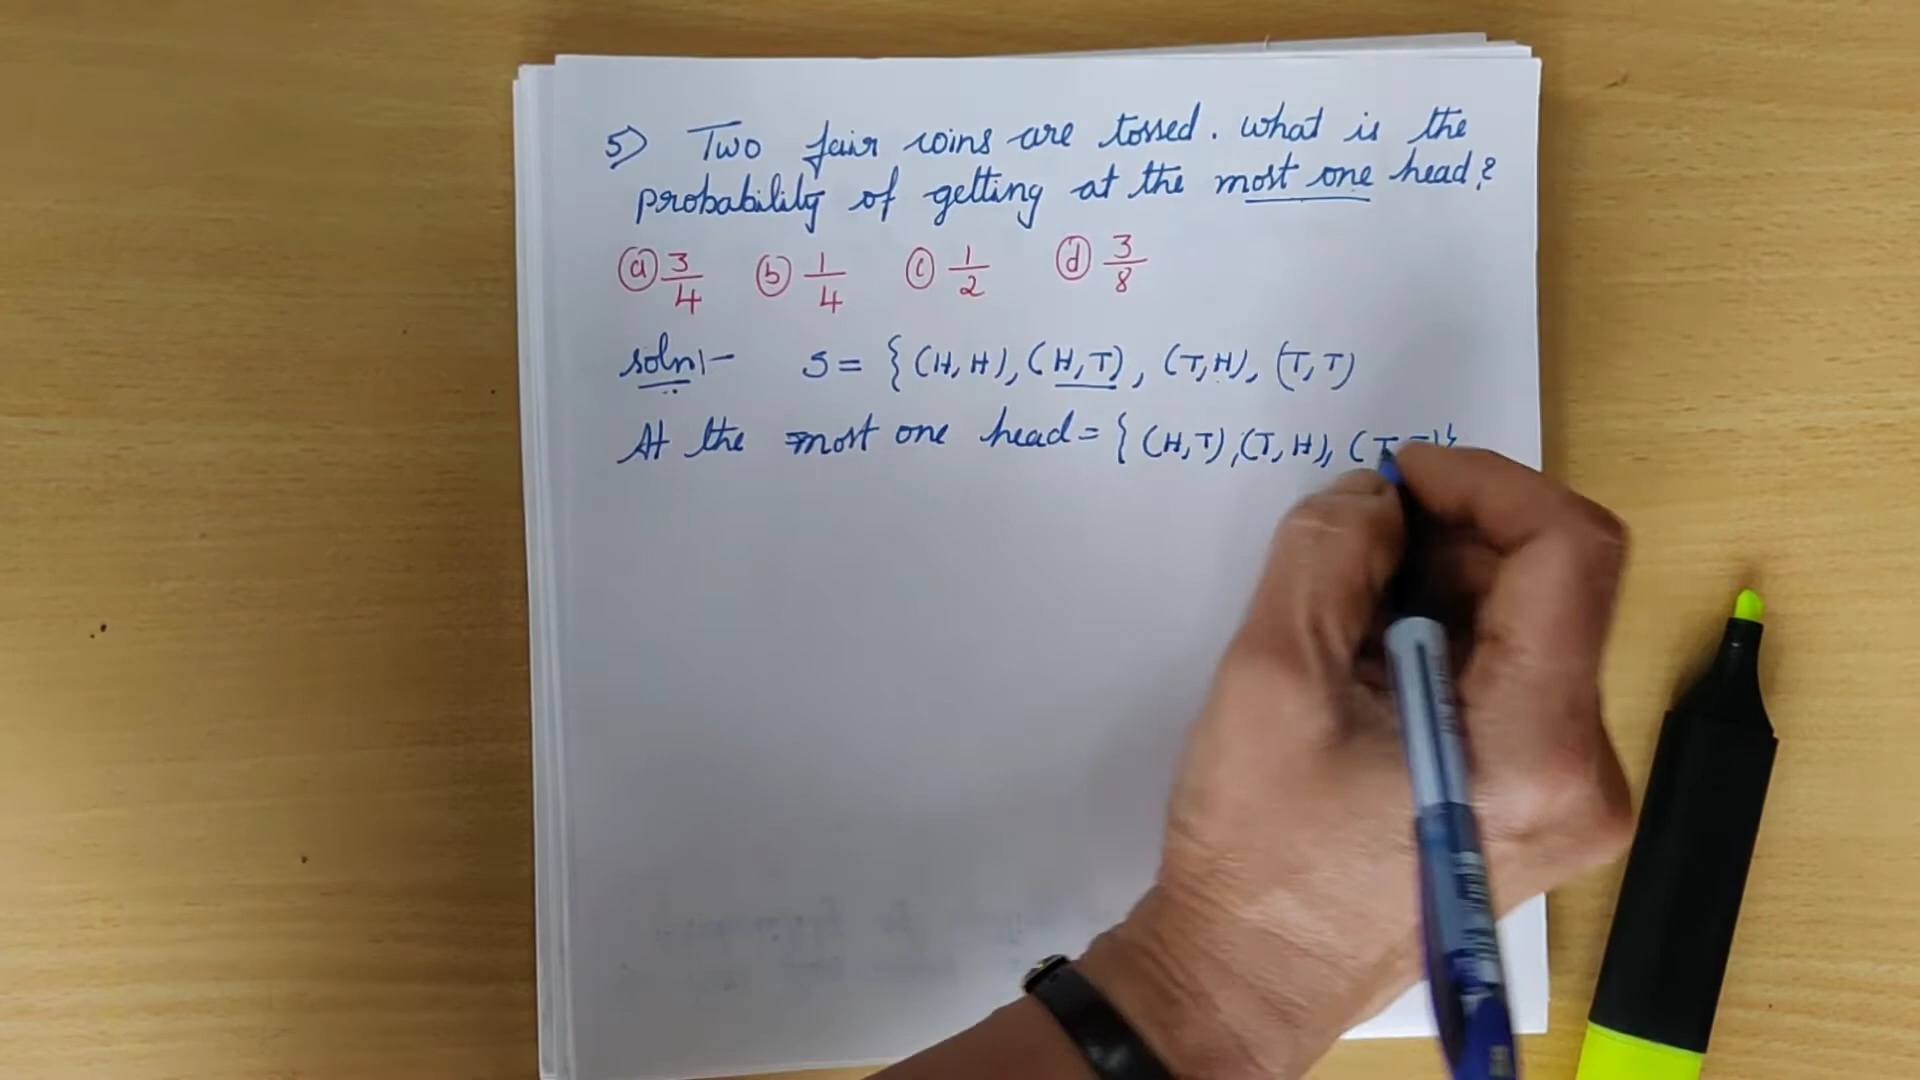 5) Two fair coins are tossed. What is the
probability of getting at the most one head?
(a) 3/4 (b) 1/4 (c) 1/2 (d) 3/8
soln:- S = { (H, H), (H, T), (T, H), (T, T)
At the most one head = { (H, T), (T, H), (T